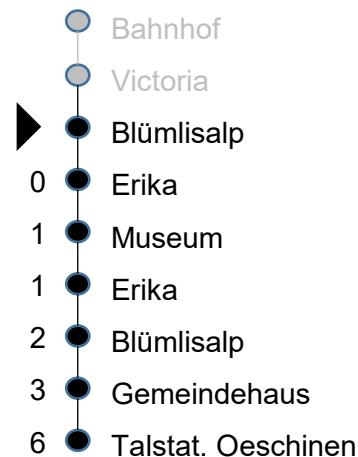 Bahnhof
Victoria
Blümlisalp
0 Erika
1 Museum
1 Erika
2 Blümlisalp
3 Gemeindehaus
6 Talstat. Oeschinen